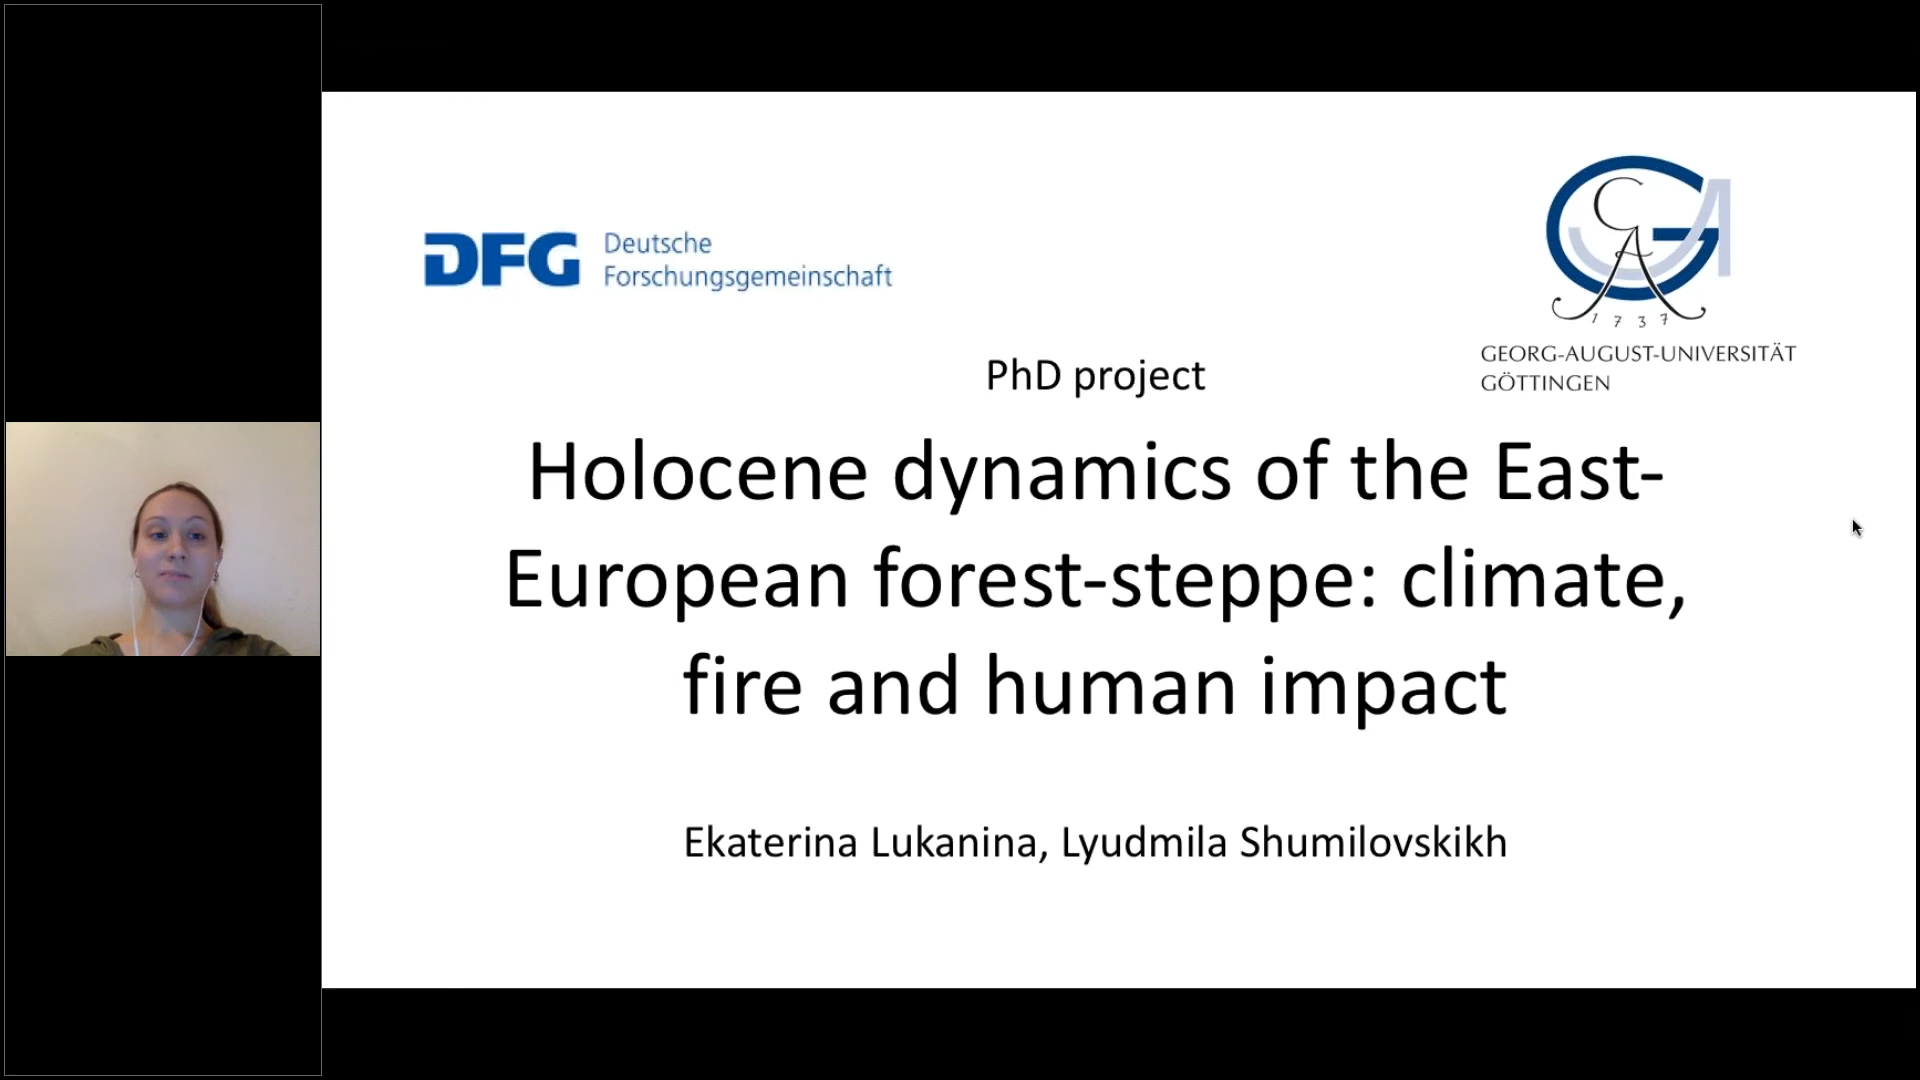 DFG
Deutsche
Forschungsgemeinschaft
1737
GEORG-AUGUST-UNIVERSITÄT
GÖTTINGEN
PhD project
Holocene dynamics of the East-
European forest-steppe: climate,
fire and human impact
Ekaterina Lukanina, Lyudmila Shumilovskikh